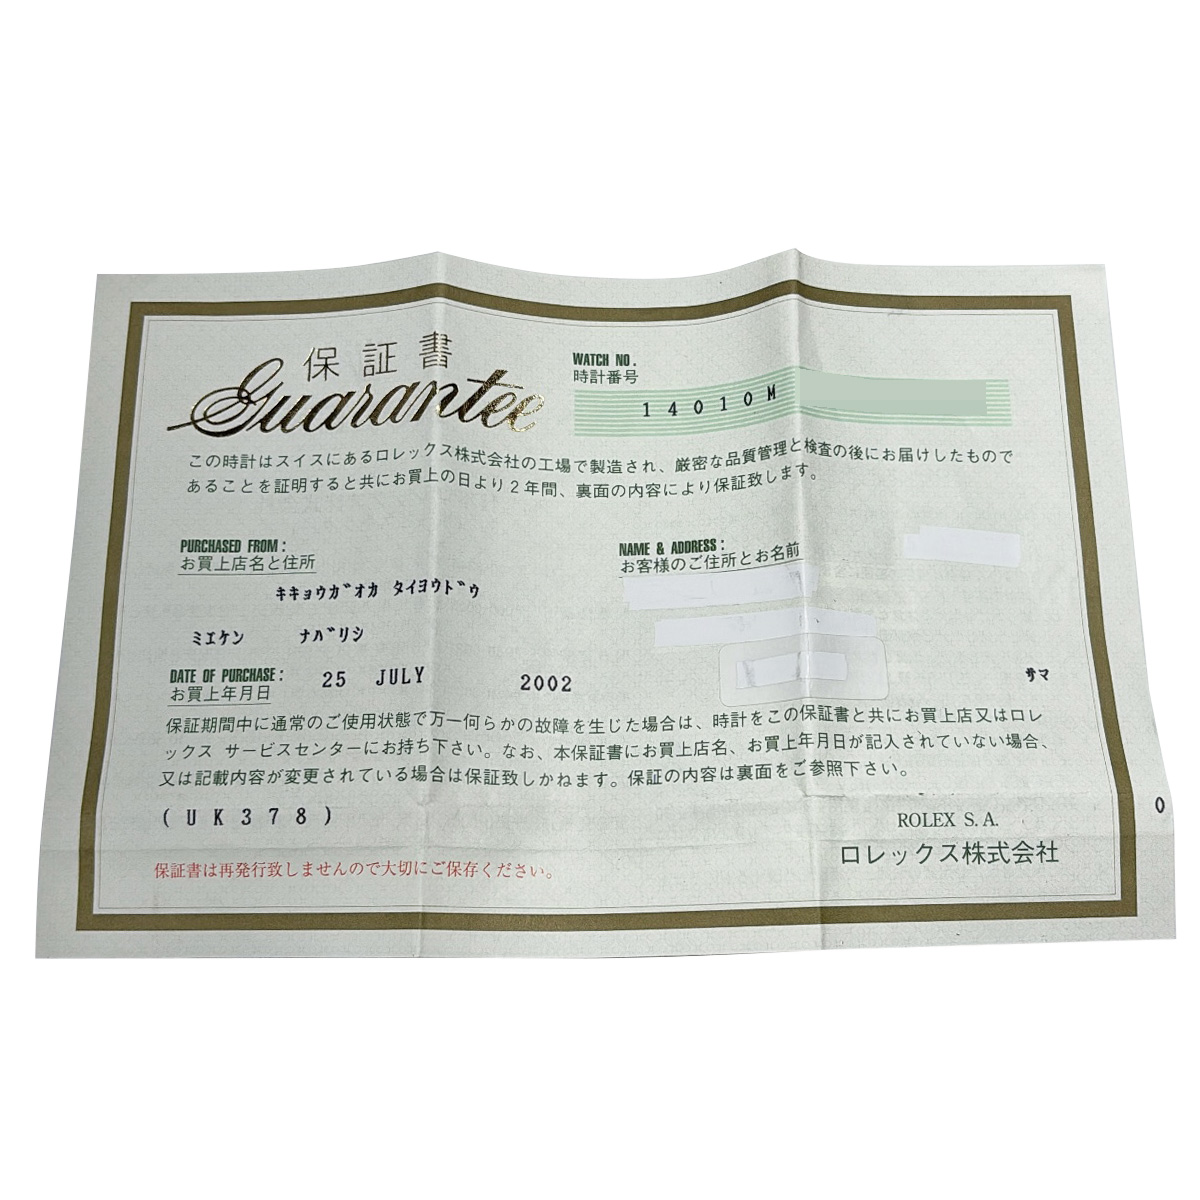 保証書
Guarantee
WATCH NO.
時計番号
14010M
この時計はスイスにあるロレックス株式会社の工場で製造され、厳密な品質管理と検査の後にお届けしたもので
あることを証明すると共にお買上の日より2年間、裏面の内容により保証致します。
PURCHASED FROM:
お買上店名と住所
キキョウガオカ タイヨウドウ
ミエケン ナバリシ
NAME & ADDRESS:
お客様のご住所とお名前
サマ
DATE OF PURCHASE:
お買上年月日
25 JULY 2002
保証期間中に通常のご使用状態で万一何らかの故障を生じた場合は、時計をこの保証書と共にお買上店又はロレ
ックス サービスセンターにお持ち下さい。なお、本保証書にお買上店名、お買上年月日が記入されていない場合、
又は記載内容が変更されている場合は保証致しかねます。保証の内容は裏面をご参照下さい。
(UK378)
0
ROLEX S.A.
ロレックス株式会社
保証書は再発行致しませんので大切にご保存ください。